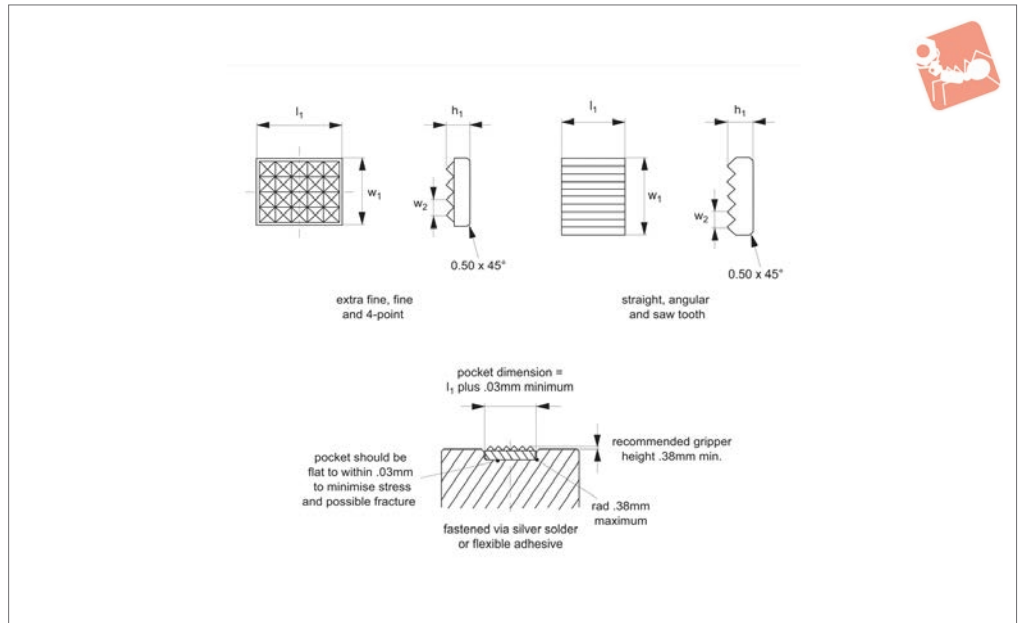 l₁
h₁
w₁
w₂
0.50 x 45°
extra fine, fine
and 4-point
l₁
h₁
w₁
w₂
0.50 x 45°
straight, angular
and saw tooth
pocket dimension =
l₁ plus .03mm minimum
pocket should be
flat to within .03mm
to minimise stress
and possible fracture
recommended gripper
height .38mm min.
rad .38mm
maximum
fastened via silver solder
or flexible adhesive